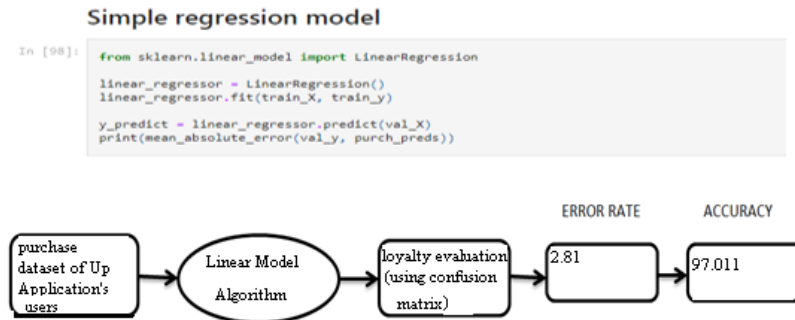 Simple regression model
In [98]:
from sklearn.linear_model import LinearRegression
linear_regressor = LinearRegression()
linear_regressor.fit(train_X, train_y)
y_predict = linear_regressor.predict(val_X)
print(mean_absolute_error(val_y, purch_preds))
ERROR RATE ACCURACY
purchase
dataset of Up
Application's
users
Linear Model
Algorithm
loyalty evaluation
(using confusion
matrix)
2.81
97.011